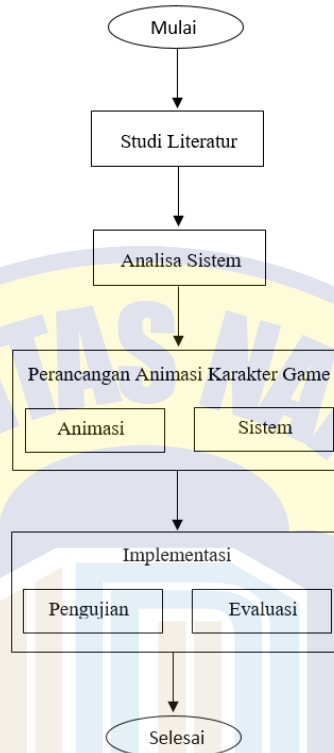 Mulai
Studi Literatur
Analisa Sistem
Perancangan Animasi Karakter Game
Animasi
Sistem
Implementasi
Pengujian
Evaluasi
Selesai